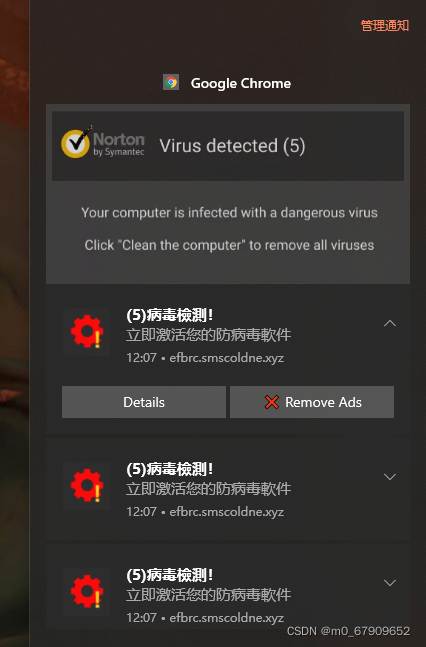 管理通知
Google Chrome
Norton
by Symantec
Virus detected (5)
Your computer is infected with a dangerous virus
Click "Clean the computer" to remove all viruses
(5)病毒檢測!
立即激活您的防病毒軟件
12:07 • efbrc.smscoldne.xyz
Details
Remove Ads
(5)病毒檢測!
立即激活您的防病毒軟件
12:07 • efbrc.smscoldne.xyz
(5)病毒檢測!
立即激活您的防病毒軟件
12:07 • efbrc.smscoldne.xyz
CSDN @m0_67909652